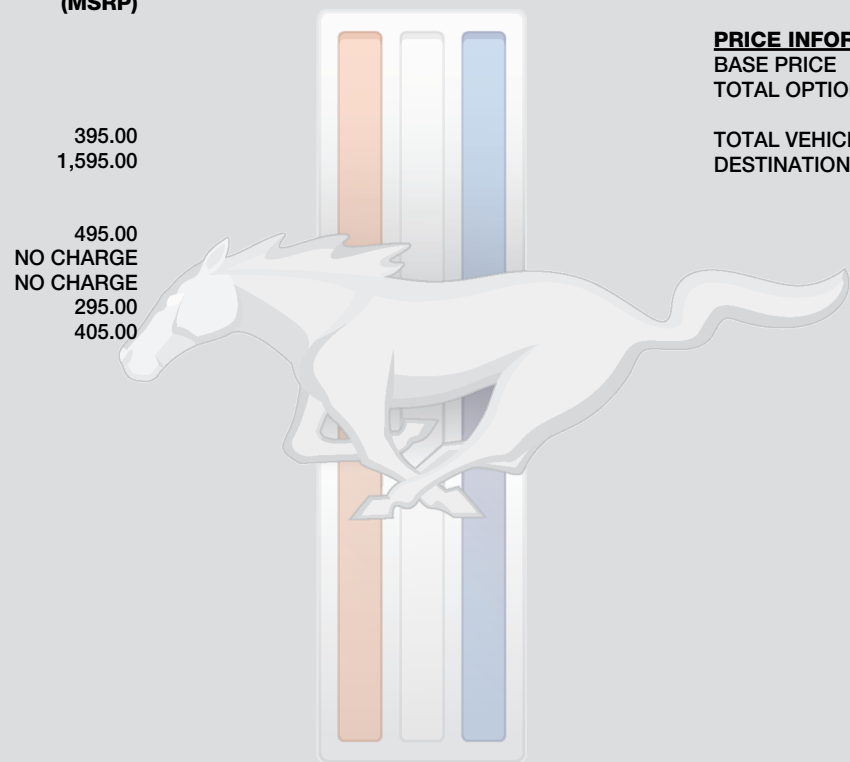 (MSRP)
395.00
1,595.00
495.00
NO CHARGE
NO CHARGE
295.00
405.00
PRICE INFOR
BASE PRICE
TOTAL OPTIO
TOTAL VEHIC
DESTINATION